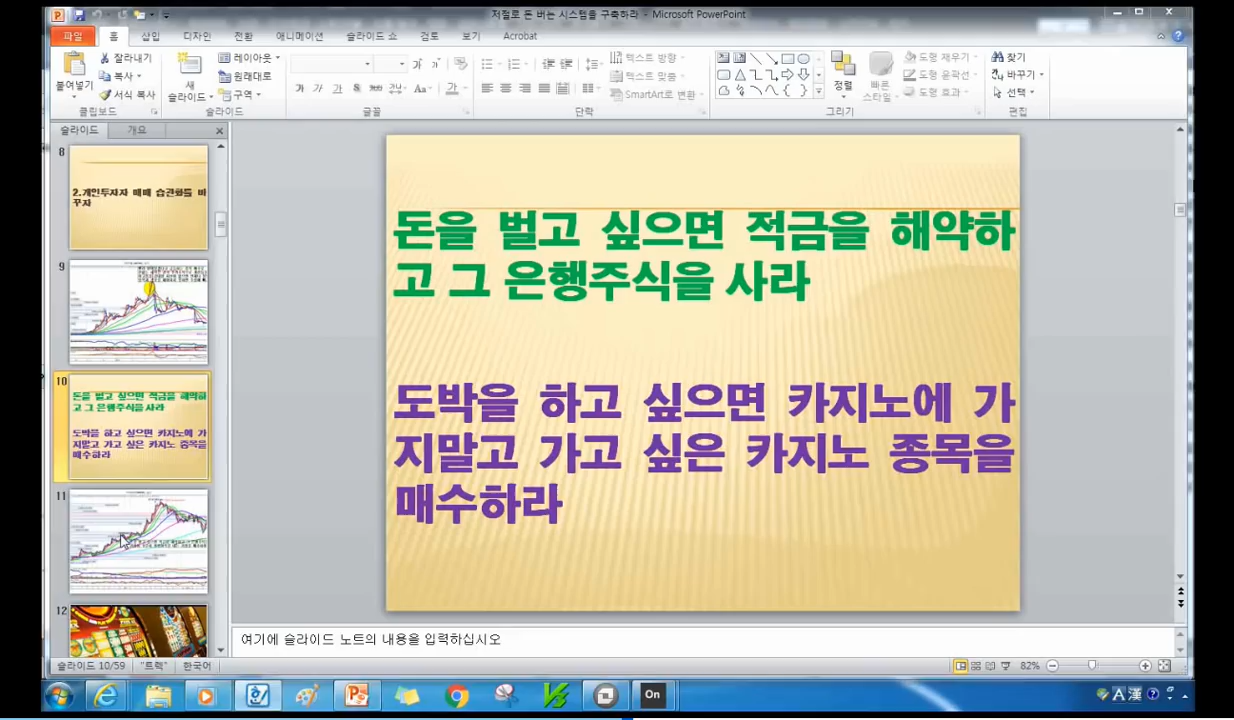 저절로 돈 버는 시스템을 구축하라 - Microsoft PowerPoint
파일 홈 삽입 디자인 전환 애니메이션 슬라이드 쇼 검토 보기 Acrobat
붙여넣기
잘라내기
복사
서식 복사
클립보드
새 슬라이드
레이아웃
원래대로
구역
슬라이드
가 가 가
글꼴
텍스트 방향
텍스트 맞춤
SmartArt로 변환
단락
정렬
빠른 스타일
도형 채우기
도형 윤곽선
도형 효과
그리기
찾기
바꾸기
선택
편집
슬라이드 개요
8
2.개인투자자 매매 습관화를 바
꾸자
9
10
돈을 벌고 싶으면 적금을 해약하
고 그 은행주식을 사라
도박을 하고 싶으면 카지노에 가
지말고 가고 싶은 카지노 종목을
매수하라
11
12
돈을 벌고 싶으면 적금을 해약하
고 그 은행주식을 사라
도박을 하고 싶으면 카지노에 가
지말고 가고 싶은 카지노 종목을
매수하라
여기에 슬라이드 노트의 내용을 입력하십시오
슬라이드 10/59 "트렉" 한국어 82%
On A 漢